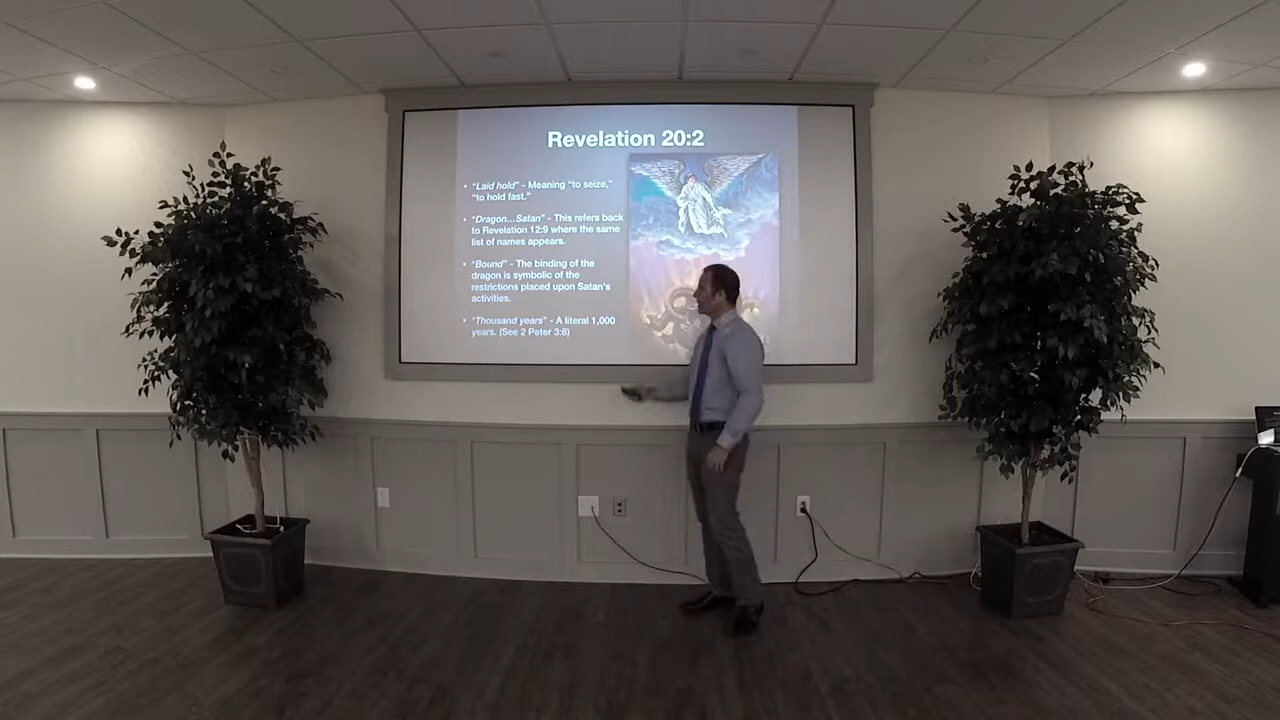 Revelation 20:2
• “Laid hold” - Meaning “to seize,”
“to hold fast.”
• “Dragon...Satan” - This refers back
to Revelation 12:9 where the same
list of names appears.
• “Bound” - The binding of the
dragon is symbolic of the
restrictions placed upon Satan's
activities.
• “Thousand years” - A literal 1,000
years. (See 2 Peter 3:8)